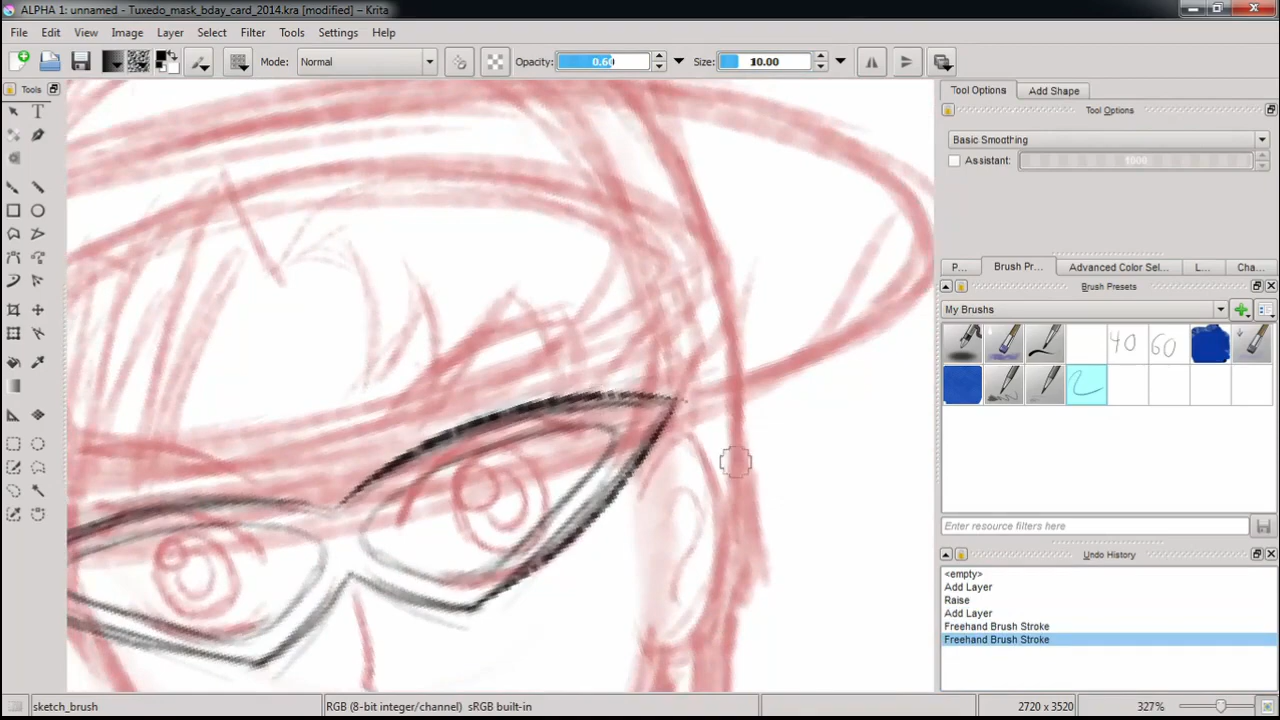 ALPHA 1: unnamed - Tuxedo_mask_bday_card_2014.kra [modified] – Krita
File Edit View Image Layer Select Filter Tools Settings Help
Mode: Normal Opacity: 0.60 Size: 10.00
Tools
T
Tool Options Add Shape
Tool Options
Basic Smoothing
Assistant: 1000
P... Brush Pr... Advanced Color Sel... L... Cha...
Brush Presets
My Brushes
40 60
Enter resource filters here
Undo History
<empty>
Add Layer
Raise
Add Layer
Freehand Brush Stroke
Freehand Brush Stroke
sketch_brush RGB (8-bit integer/channel) sRGB built-in 2720 x 3520 327%